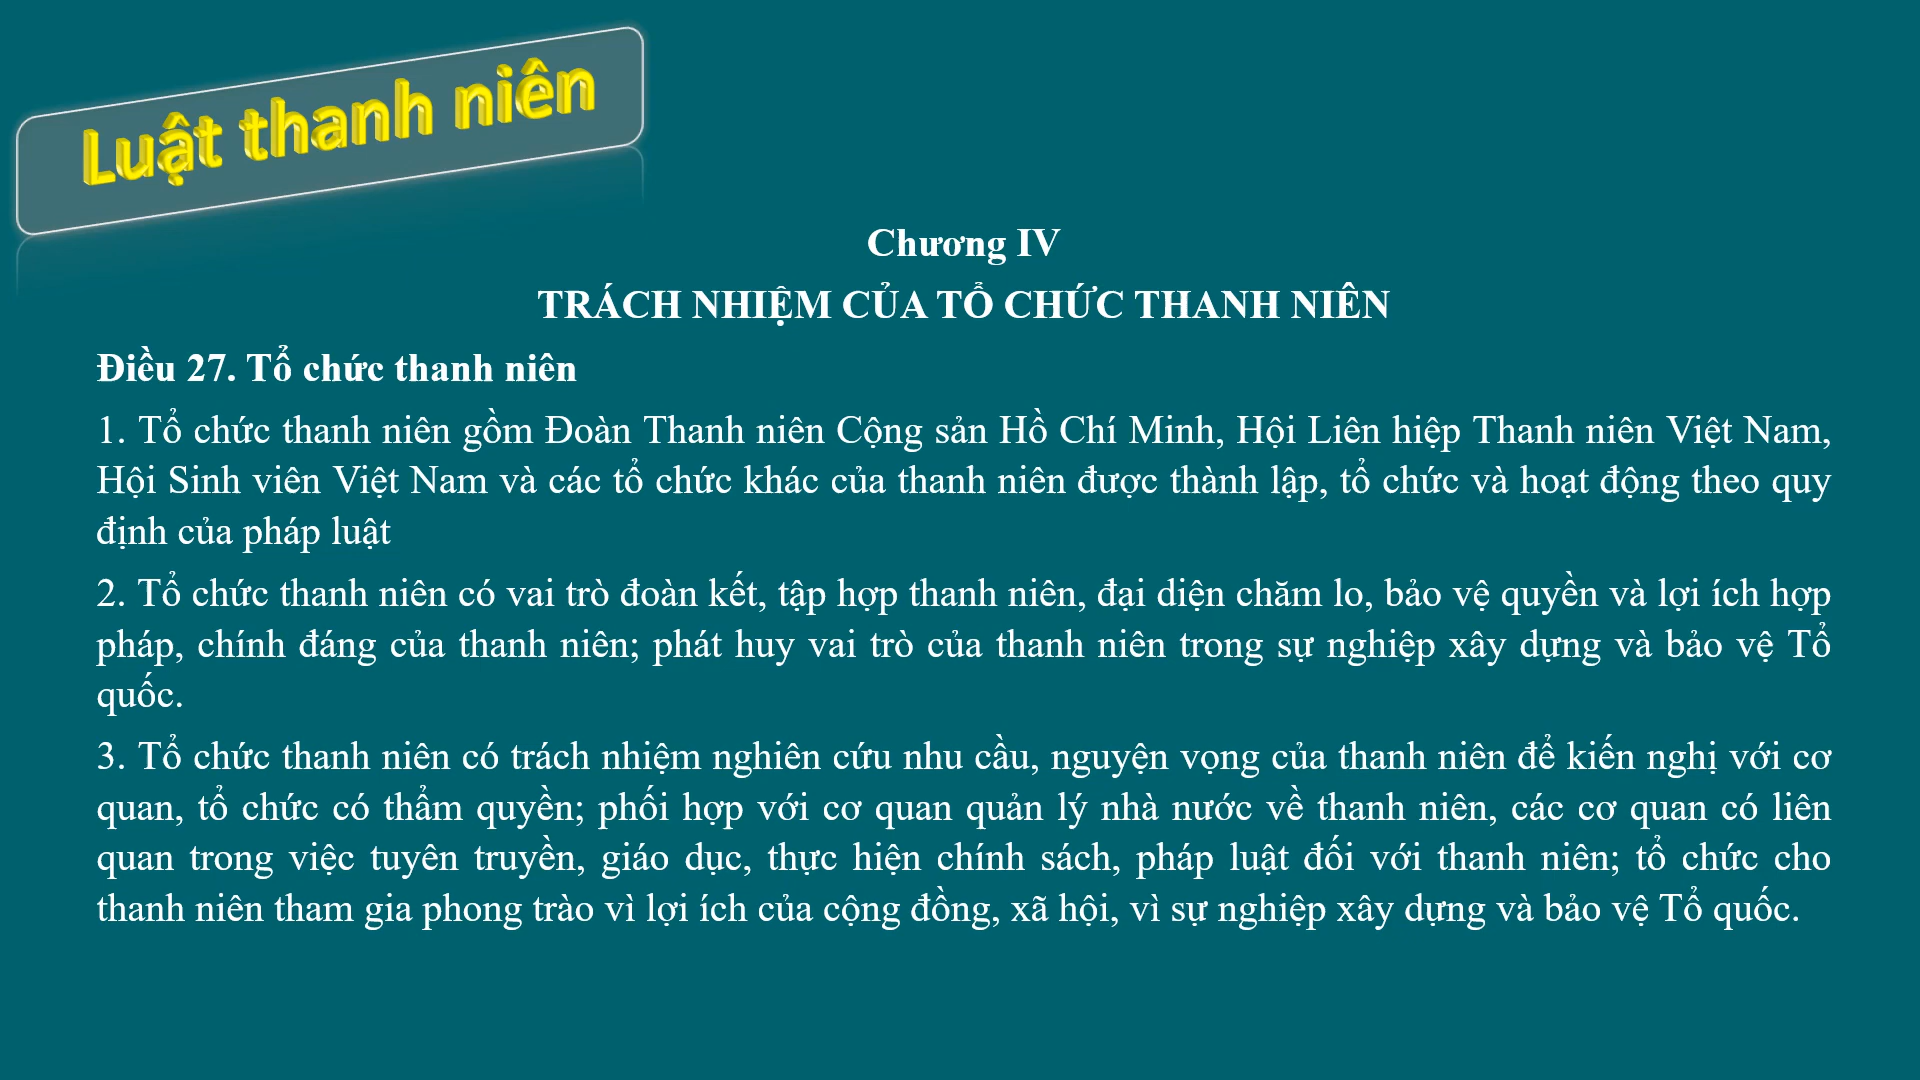 Luật thanh niên
Chương IV
TRÁCH NHIỆM CỦA TỔ CHỨC THANH NIÊN
Điều 27. Tổ chức thanh niên
1. Tổ chức thanh niên gồm Đoàn Thanh niên Cộng sản Hồ Chí Minh, Hội Liên hiệp Thanh niên Việt Nam,
Hội Sinh viên Việt Nam và các tổ chức khác của thanh niên được thành lập, tổ chức và hoạt động theo quy
định của pháp luật
2. Tổ chức thanh niên có vai trò đoàn kết, tập hợp thanh niên, đại diện chăm lo, bảo vệ quyền và lợi ích hợp
pháp, chính đáng của thanh niên; phát huy vai trò của thanh niên trong sự nghiệp xây dựng và bảo vệ Tổ
quốc.
3. Tổ chức thanh niên có trách nhiệm nghiên cứu nhu cầu, nguyện vọng của thanh niên để kiến nghị với cơ
quan, tổ chức có thẩm quyền; phối hợp với cơ quan quản lý nhà nước về thanh niên, các cơ quan có liên
quan trong việc tuyên truyền, giáo dục, thực hiện chính sách, pháp luật đối với thanh niên; tổ chức cho
thanh niên tham gia phong trào vì lợi ích của cộng đồng, xã hội, vì sự nghiệp xây dựng và bảo vệ Tổ quốc.